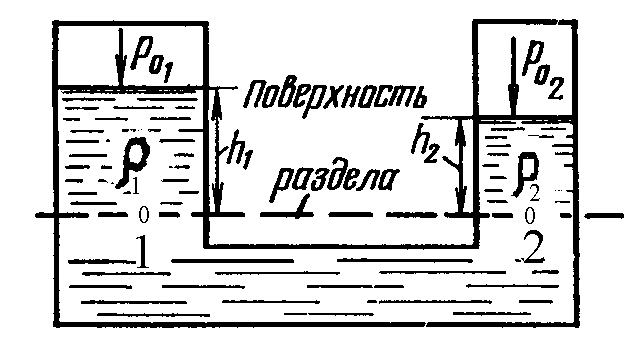 P₀₁
P₀₂
Поверхность
h₁
h₂
раздела
ρ₁
ρ₂
0
0
1
2